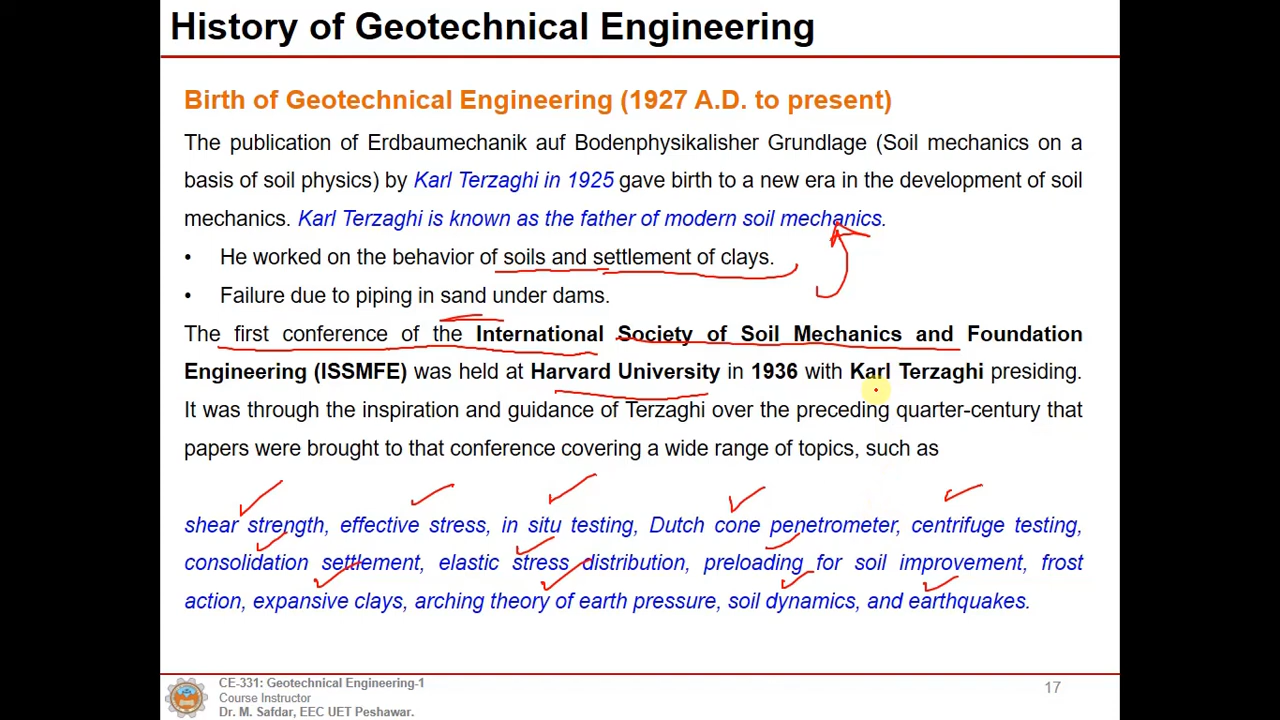 History of Geotechnical Engineering
Birth of Geotechnical Engineering (1927 A.D. to present)
The publication of Erdbaumechanik auf Bodenphysikalisher Grundlage (Soil mechanics on a
basis of soil physics) by Karl Terzaghi in 1925 gave birth to a new era in the development of soil
mechanics. Karl Terzaghi is known as the father of modern soil mechanics.
• He worked on the behavior of soils and settlement of clays.
• Failure due to piping in sand under dams.
The first conference of the International Society of Soil Mechanics and Foundation
Engineering (ISSMFE) was held at Harvard University in 1936 with Karl Terzaghi presiding.
It was through the inspiration and guidance of Terzaghi over the preceding quarter-century that
papers were brought to that conference covering a wide range of topics, such as
shear strength, effective stress, in situ testing, Dutch cone penetrometer, centrifuge testing,
consolidation settlement, elastic stress distribution, preloading for soil improvement, frost
action, expansive clays, arching theory of earth pressure, soil dynamics, and earthquakes.
CE-331: Geotechnical Engineering-1
Course Instructor
Dr. M. Safdar, EEC UET Peshawar.
17